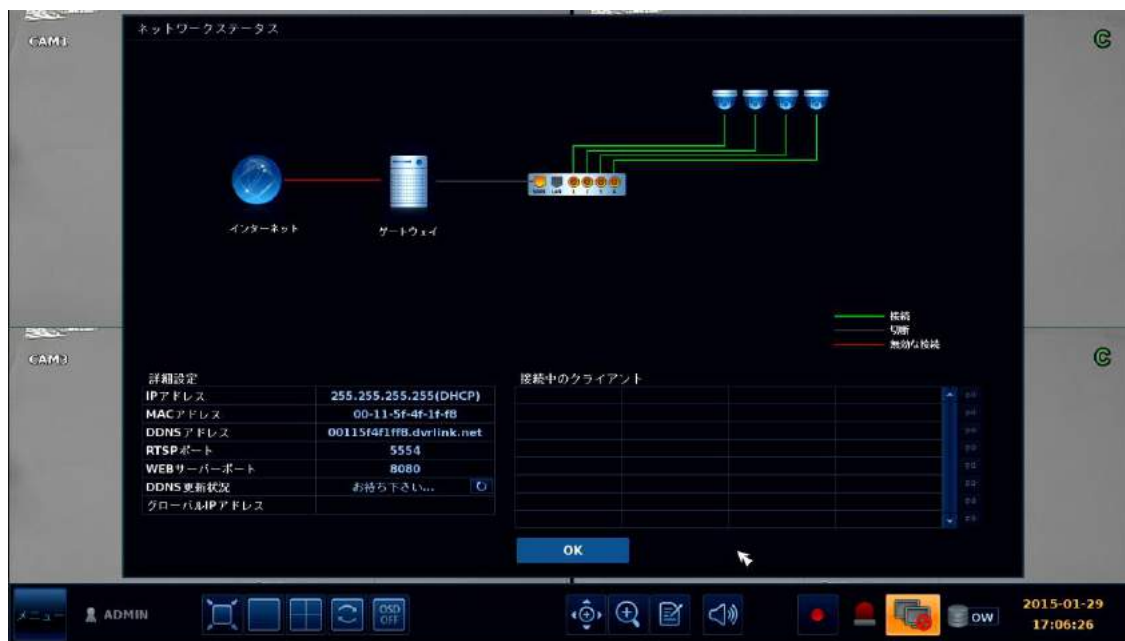 CAM1
ネットワークステータス
C
WAN LAN 1 2 3 4
インターネット
ゲートウェイ
接続
切断
無効な接続
CAM3
C
詳細設定
IPアドレス 255.255.255.255(DHCP)
MACアドレス 00-11-5f-4f-1f-f8
DDNSアドレス 00115f4f1ff8.dvrlink.net
RTSPポート 5554
WEBサーバーポート 8080
DDNS更新状況 お待ち下さい...
グローバルIPアドレス
接続中のクライアント
OK
メニュー
ADMIN
OSD
OFF
OW
2015-01-29
17:06:26